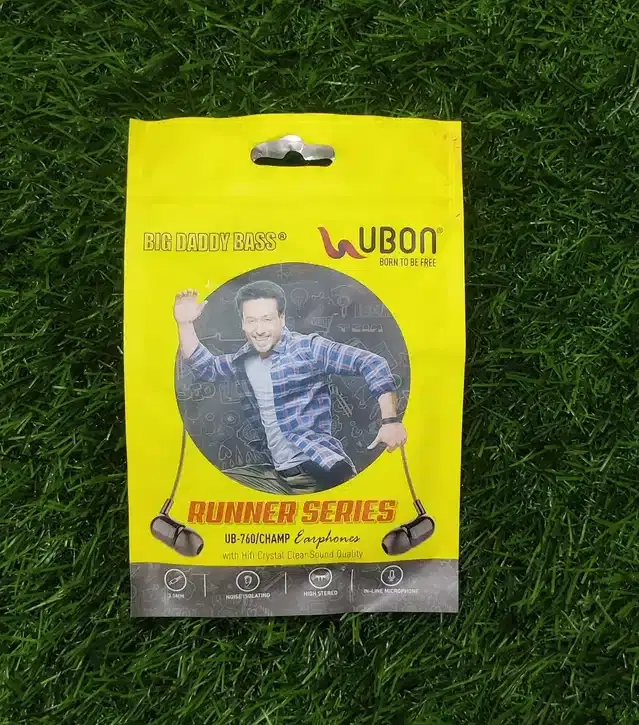 BIG DADDY BASS®
UBON®
BORN TO BE FREE
RUNNER SERIES
UB-760/CHAMP Earphones
with Hifi Crystal Clear Sound Quality
3.5MM
NOISE ISOLATING
HIGH STEREO
IN-LINE MICROPHONE